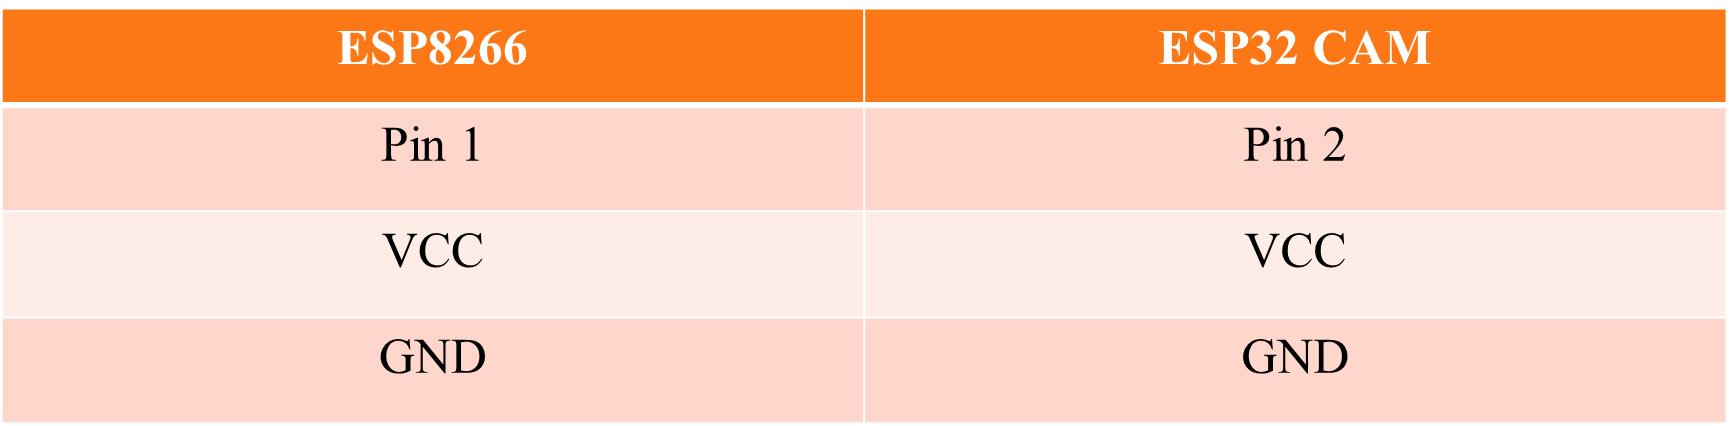 ESP8266 ESP32 CAM
Pin 1 Pin 2
VCC VCC
GND GND